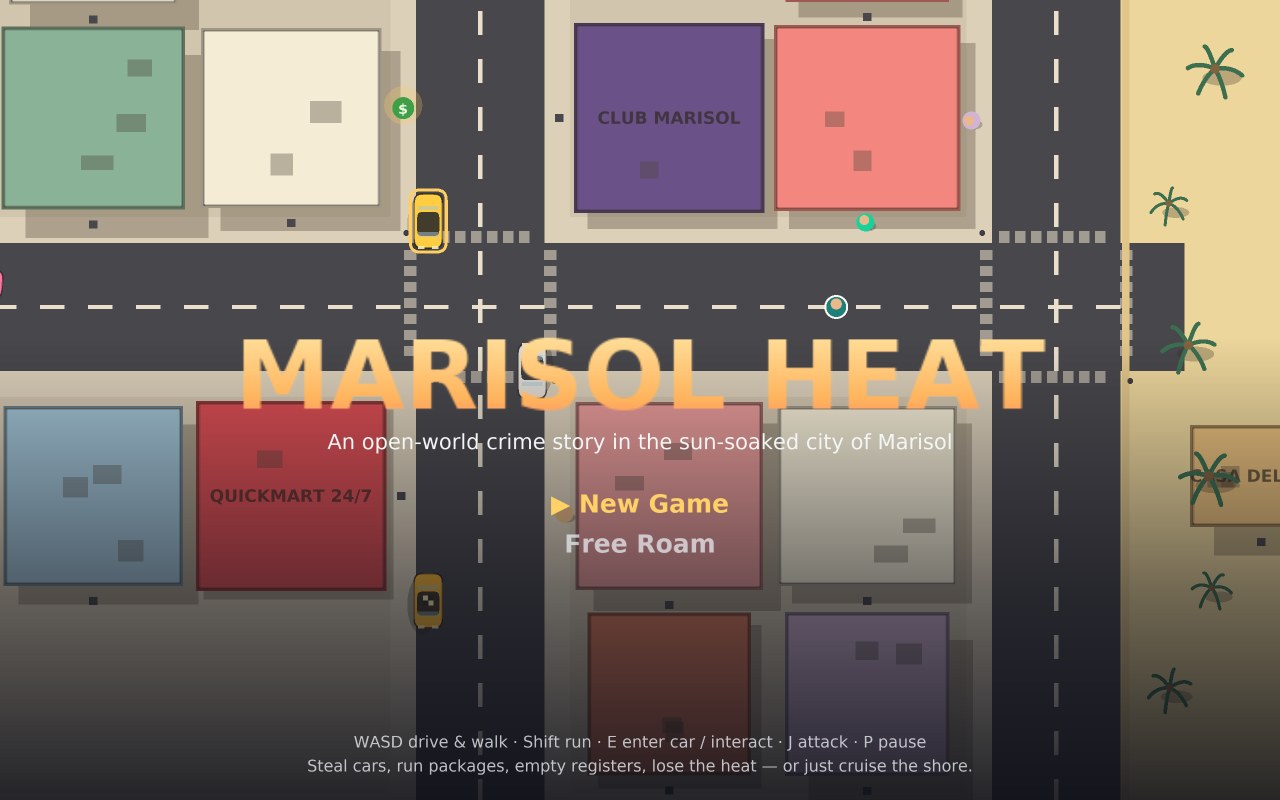 $
CLUB MARISOL
MARISOL HEAT
An open-world crime story in the sun-soaked city of Marisol
QUICKMART 24/7
CASA DEL
▶ New Game
Free Roam
WASD drive & walk · Shift run · E enter car / interact · J attack · P pause
Steal cars, run packages, empty registers, lose the heat — or just cruise the shore.